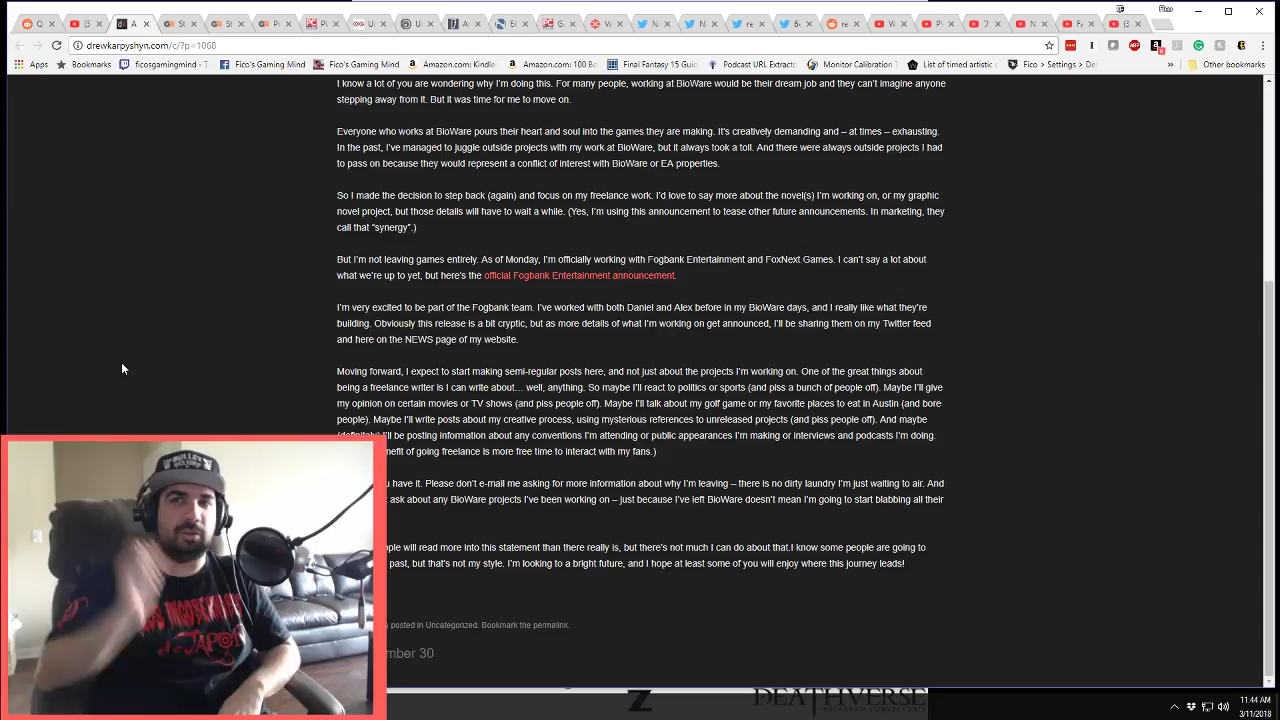 Fico
drewkarpyshyn.com/c/?p=1068
Apps Bookmarks ficosgamingmind Fico's Gaming Mind Fico's Gaming Mind Amazon.com: Kindle Amazon.com: 100 Bo Final Fantasy 15 Guide Podcast URL Extracto Monitor Calibration T List of timed artistic Fico > Settings > De » Other bookmarks
I know a lot of you are wondering why I'm doing this. For many people, working at BioWare would be their dream job and they can't imagine anyone
stepping away from it. But it was time for me to move on.
Everyone who works at BioWare pours their heart and soul into the games they are making. It's creatively demanding and – at times – exhausting.
In the past, I've managed to juggle outside projects with my work at BioWare, but it always took a toll. And there were always outside projects I had
to pass on because they would represent a conflict of interest with BioWare or EA properties.
So I made the decision to step back (again) and focus on my freelance work. I'd love to say more about the novel(s) I'm working on, or my graphic
novel project, but those details will have to wait a while. (Yes, I'm using this announcement to tease other future announcements. In marketing, they
call that "synergy".)
But I'm not leaving games entirely. As of Monday, I'm officially working with Fogbank Entertainment and FoxNext Games. I can't say a lot about
what we're up to yet, but here's the official Fogbank Entertainment announcement.
I'm very excited to be part of the Fogbank team. I've worked with both Daniel and Alex before in my BioWare days, and I really like what they're
building. Obviously this release is a bit cryptic, but as more details of what I'm working on get announced, I'll be sharing them on my Twitter feed
and here on the NEWS page of my website.
Moving forward, I expect to start making semi-regular posts here, and not just about the projects I'm working on. One of the great things about
being a freelance writer is I can write about… well, anything. So maybe I'll react to politics or sports (and piss a bunch of people off). Maybe I'll give
my opinion on certain movies or TV shows (and piss people off). Maybe I'll talk about my golf game or my favorite places to eat in Austin (and bore
people). Maybe I'll write posts about my creative process, using mysterious references to unreleased projects (and piss people off). And maybe
(definitely) I'll be posting information about any conventions I'm attending or public appearances I'm making or interviews and podcasts I'm doing.
of going freelance is more free time to interact with my fans.)
have it. Please don't e-mail me asking for more information about why I'm leaving – there is no dirty laundry I'm just waiting to air. And
ask about any BioWare projects I've been working on – just because I've left BioWare doesn't mean I'm going to start blabbing all their
will read more into this statement than there really is, but there's not much I can do about that.I know some people are going to
past, but that's not my style. I'm looking to a bright future, and I hope at least some of you will enjoy where this journey leads!
posted in Uncategorized. Bookmark the permalink.
30
DEATHVERSE
11:44 AM
3/11/2018